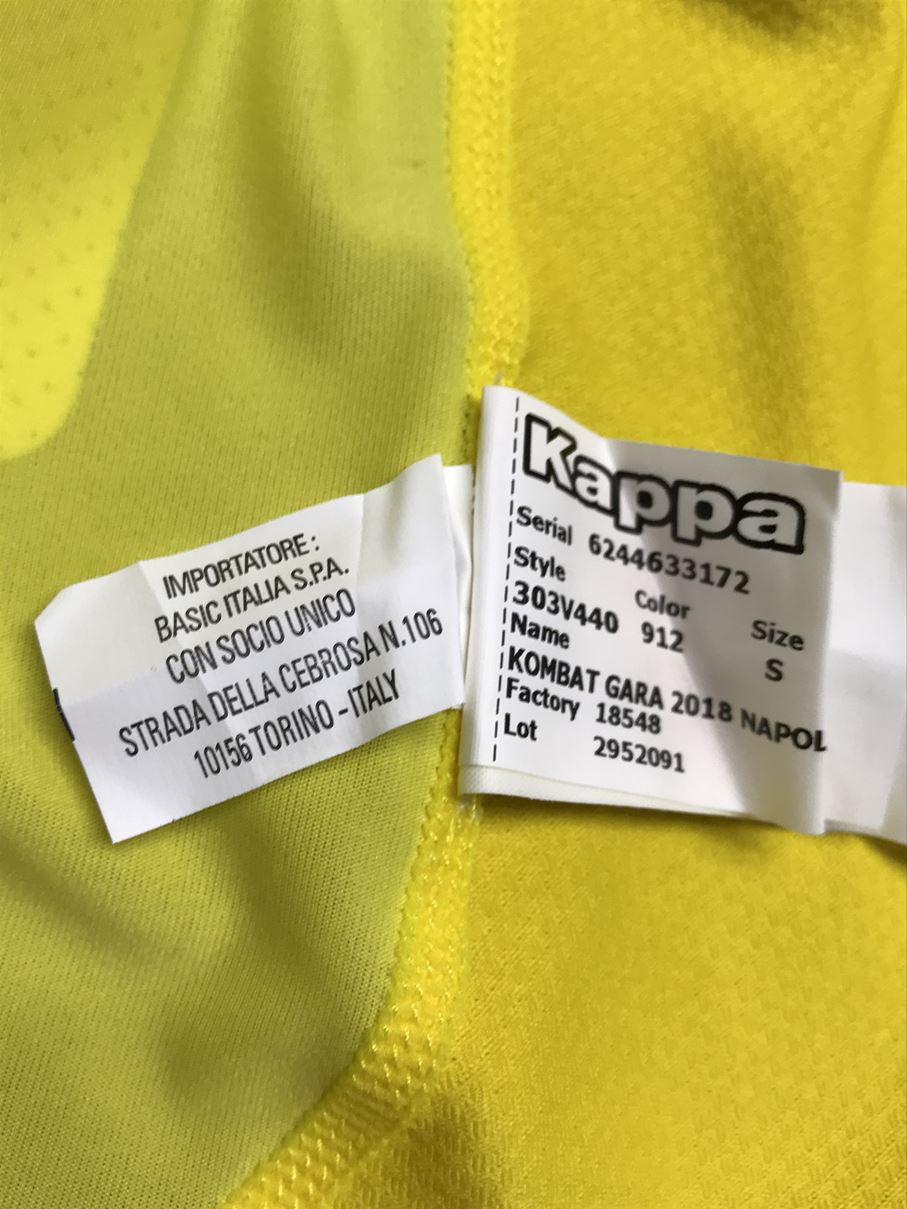 IMPORTATORE:
BASIC ITALIA S.P.A.
CON SOCIO UNICO
STRADA DELLA CEBROSA N.106
10156 TORINO - ITALY
Kappa
Serial 6244633172
Style Color Size
303V440 912 S
Name
KOMBAT GARA 2018 NAPOL
Factory 18548
Lot 2952091